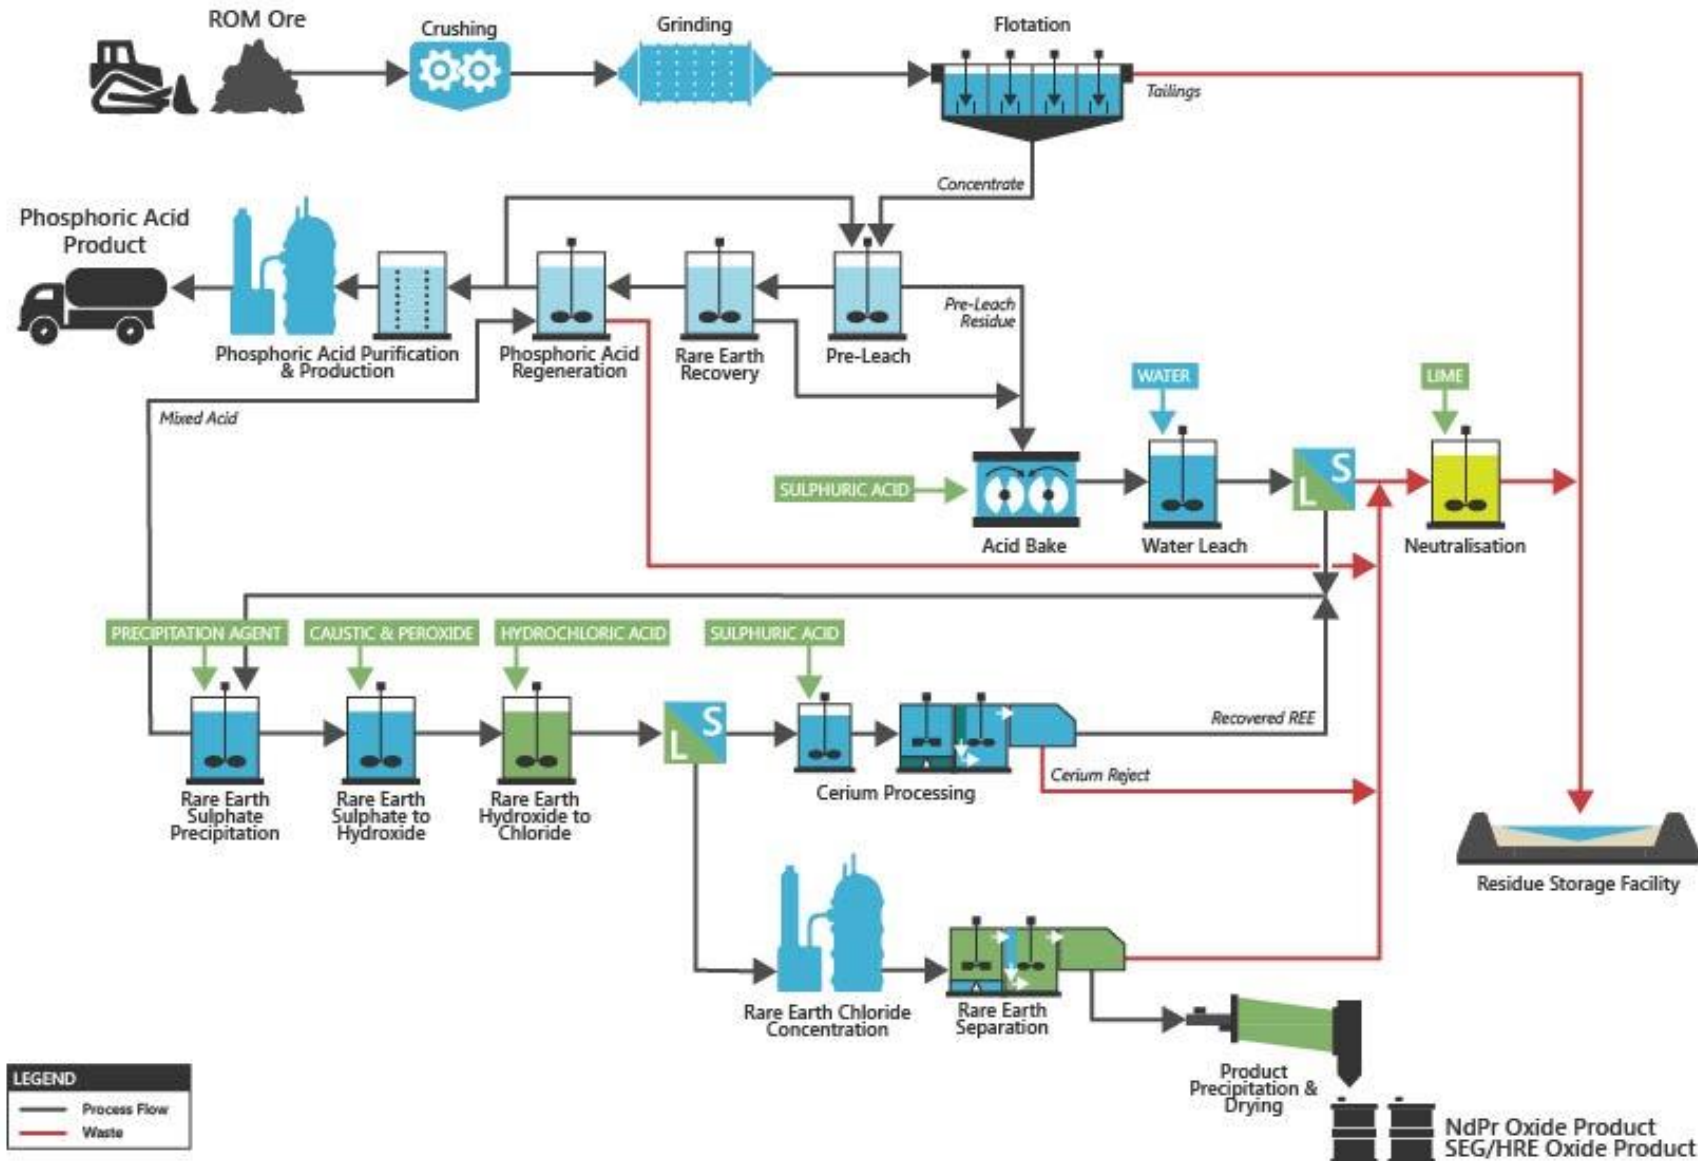 ROM Ore
Crushing
Grinding
Flotation
Tailings
Concentrate
Phosphoric Acid
Product
Phosphoric Acid Purification
& Production
Phosphoric Acid
Regeneration
Rare Earth
Recovery
Pre-Leach
Pre-Leach
Residue
Mixed Acid
WATER
LIME
SULPHURIC ACID
S
L
Acid Bake
Water Leach
Neutralisation
PRECIPITATION AGENT
CAUSTIC & PEROXIDE
HYDROCHLORIC ACID
SULPHURIC ACID
S
L
Recovered REE
Cerium Reject
Rare Earth
Sulphate
Precipitation
Rare Earth
Sulphate to
Hydroxide
Rare Earth
Hydroxide to
Chloride
Cerium Processing
Residue Storage Facility
Rare Earth Chloride
Concentration
Rare Earth
Separation
Product
Precipitation &
Drying
NdPr Oxide Product
SEG/HRE Oxide Product
LEGEND
Process Flow
Waste